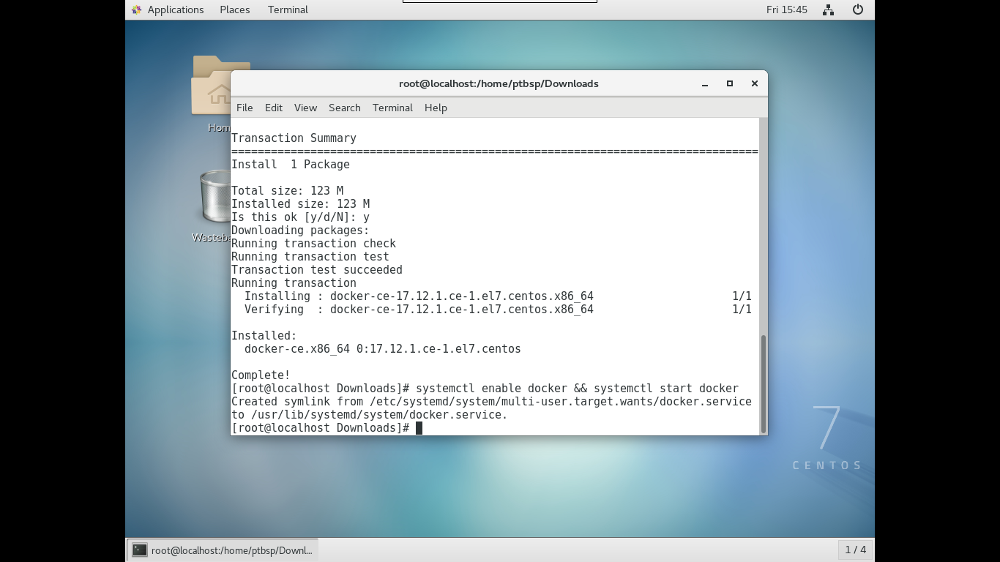 Applications Places Terminal Fri 15:45
root@localhost:/home/ptbsp/Downloads
File Edit View Search Terminal Help
Transaction Summary
================================================================================
Install  1 Package
Total size: 123 M
Installed size: 123 M
Is this ok [y/d/N]: y
Downloading packages:
Running transaction check
Running transaction test
Transaction test succeeded
Running transaction
  Installing : docker-ce-17.12.1.ce-1.el7.centos.x86_64                     1/1
  Verifying  : docker-ce-17.12.1.ce-1.el7.centos.x86_64                     1/1
Installed:
  docker-ce.x86_64 0:17.12.1.ce-1.el7.centos
Complete!
[root@localhost Downloads]# systemctl enable docker && systemctl start docker
Created symlink from /etc/systemd/system/multi-user.target.wants/docker.service
to /usr/lib/systemd/system/docker.service.
[root@localhost Downloads]#
Hom
Wasteba
7
CENTOS
root@localhost:/home/ptbsp/Downl...
1 / 4